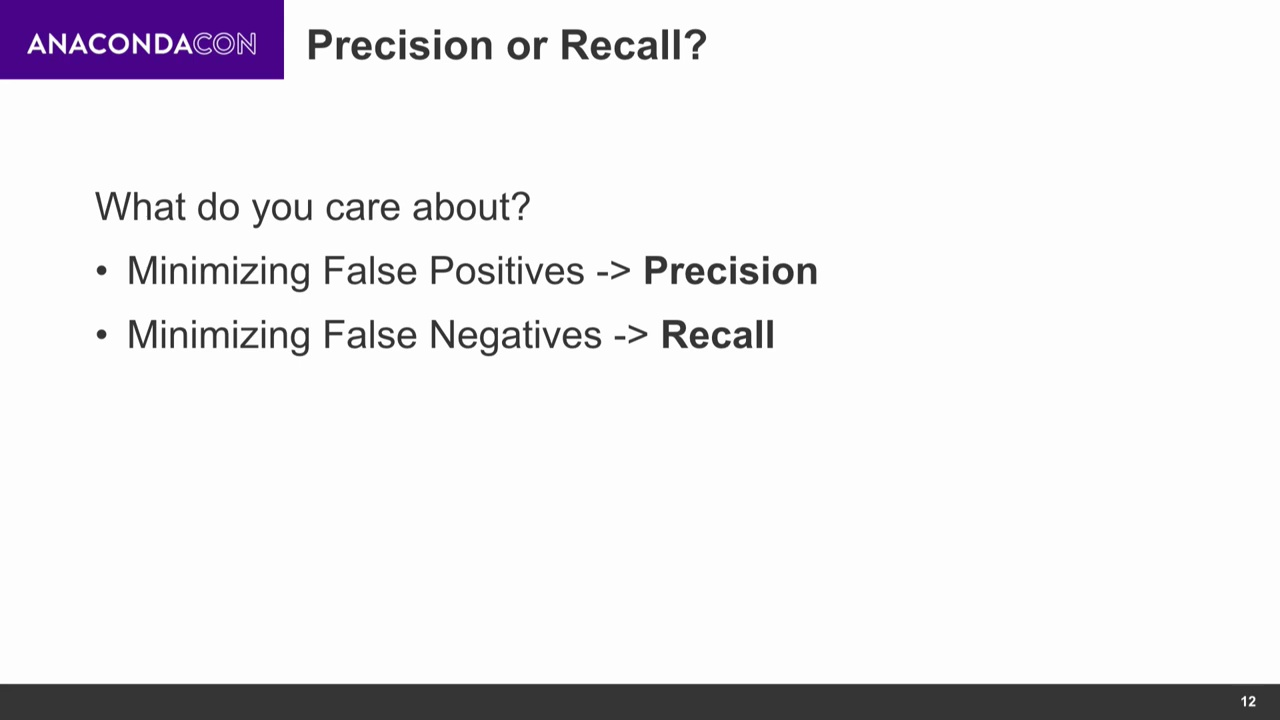 ANACONDACON
Precision or Recall?
What do you care about?
• Minimizing False Positives -> Precision
• Minimizing False Negatives -> Recall
12